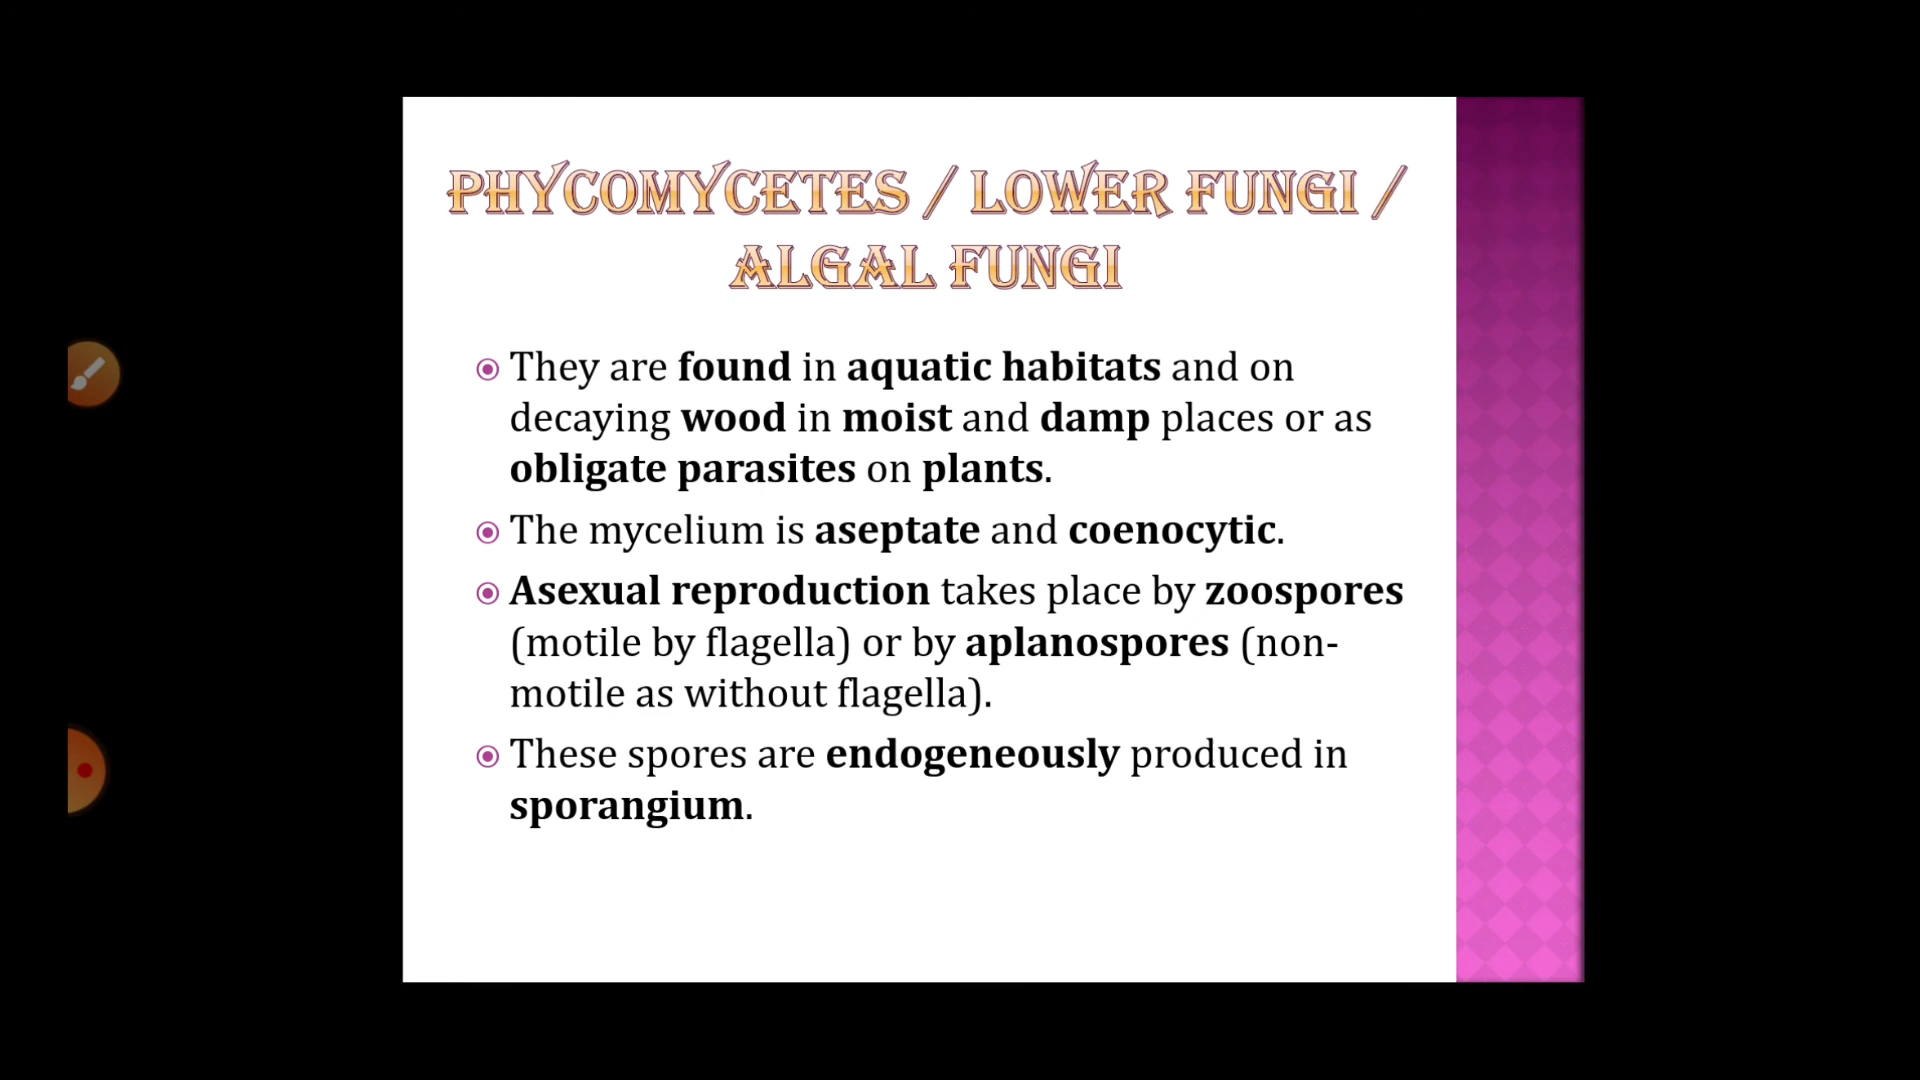 PHYCOMYCETES / LOWER FUNGI /
ALGAL FUNGI
They are found in aquatic habitats and on
decaying wood in moist and damp places or as
obligate parasites on plants.
The mycelium is aseptate and coenocytic.
Asexual reproduction takes place by zoospores
(motile by flagella) or by aplanospores (non-
motile as without flagella).
These spores are endogeneously produced in
sporangium.